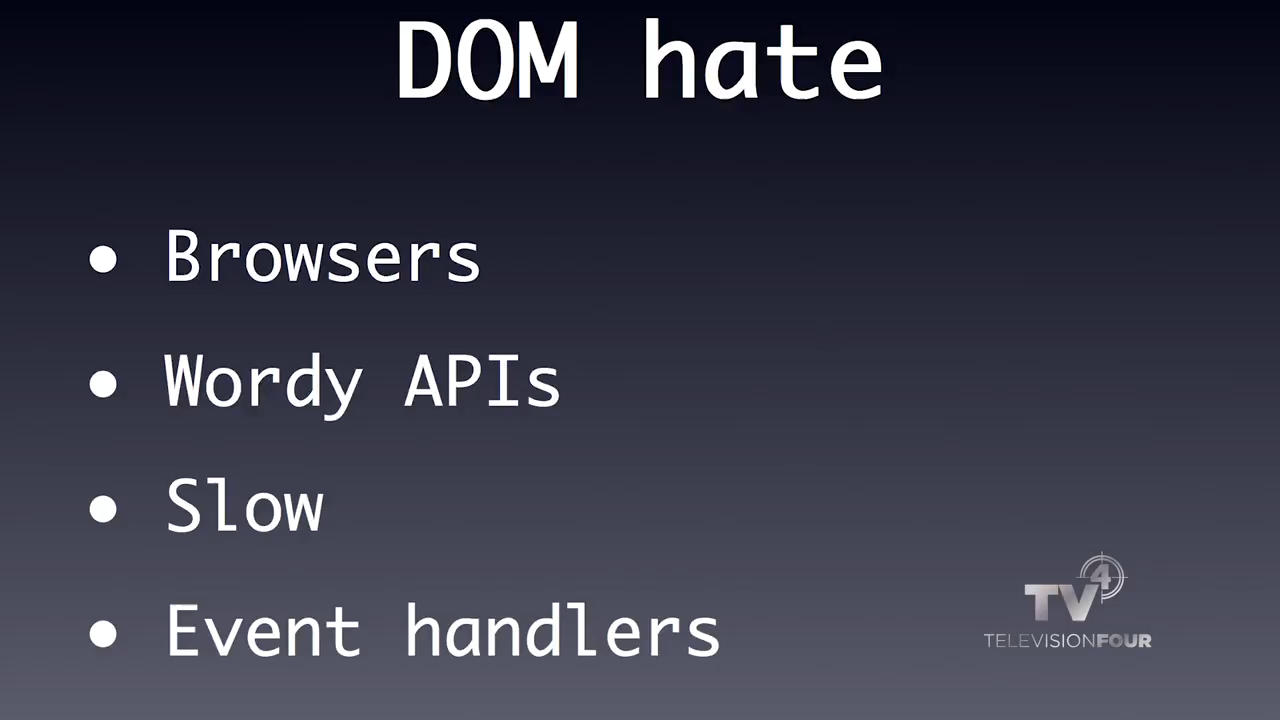 DOM hate
• Browsers
• Wordy APIs
• Slow
• Event handlers
TV4
TELEVISIONFOUR